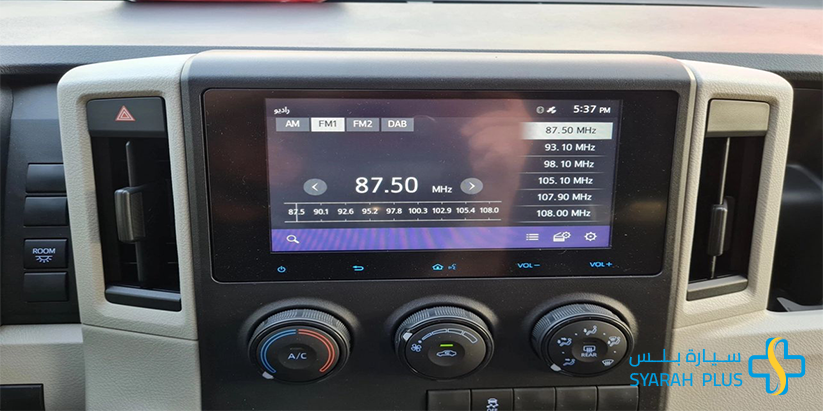 راديو
5:37 PM
AM FM1 FM2 DAB
87.50 MHz
93.10 MHz
98.10 MHz
105.10 MHz
107.90 MHz
108.00 MHz
87.50 MHz
87.5 90.1 92.6 95.2 97.8 100.3 102.9 105.4 108.0
VOL− VOL+
ROOM
A/C
REAR
سيارة بلس
SYARAH PLUS